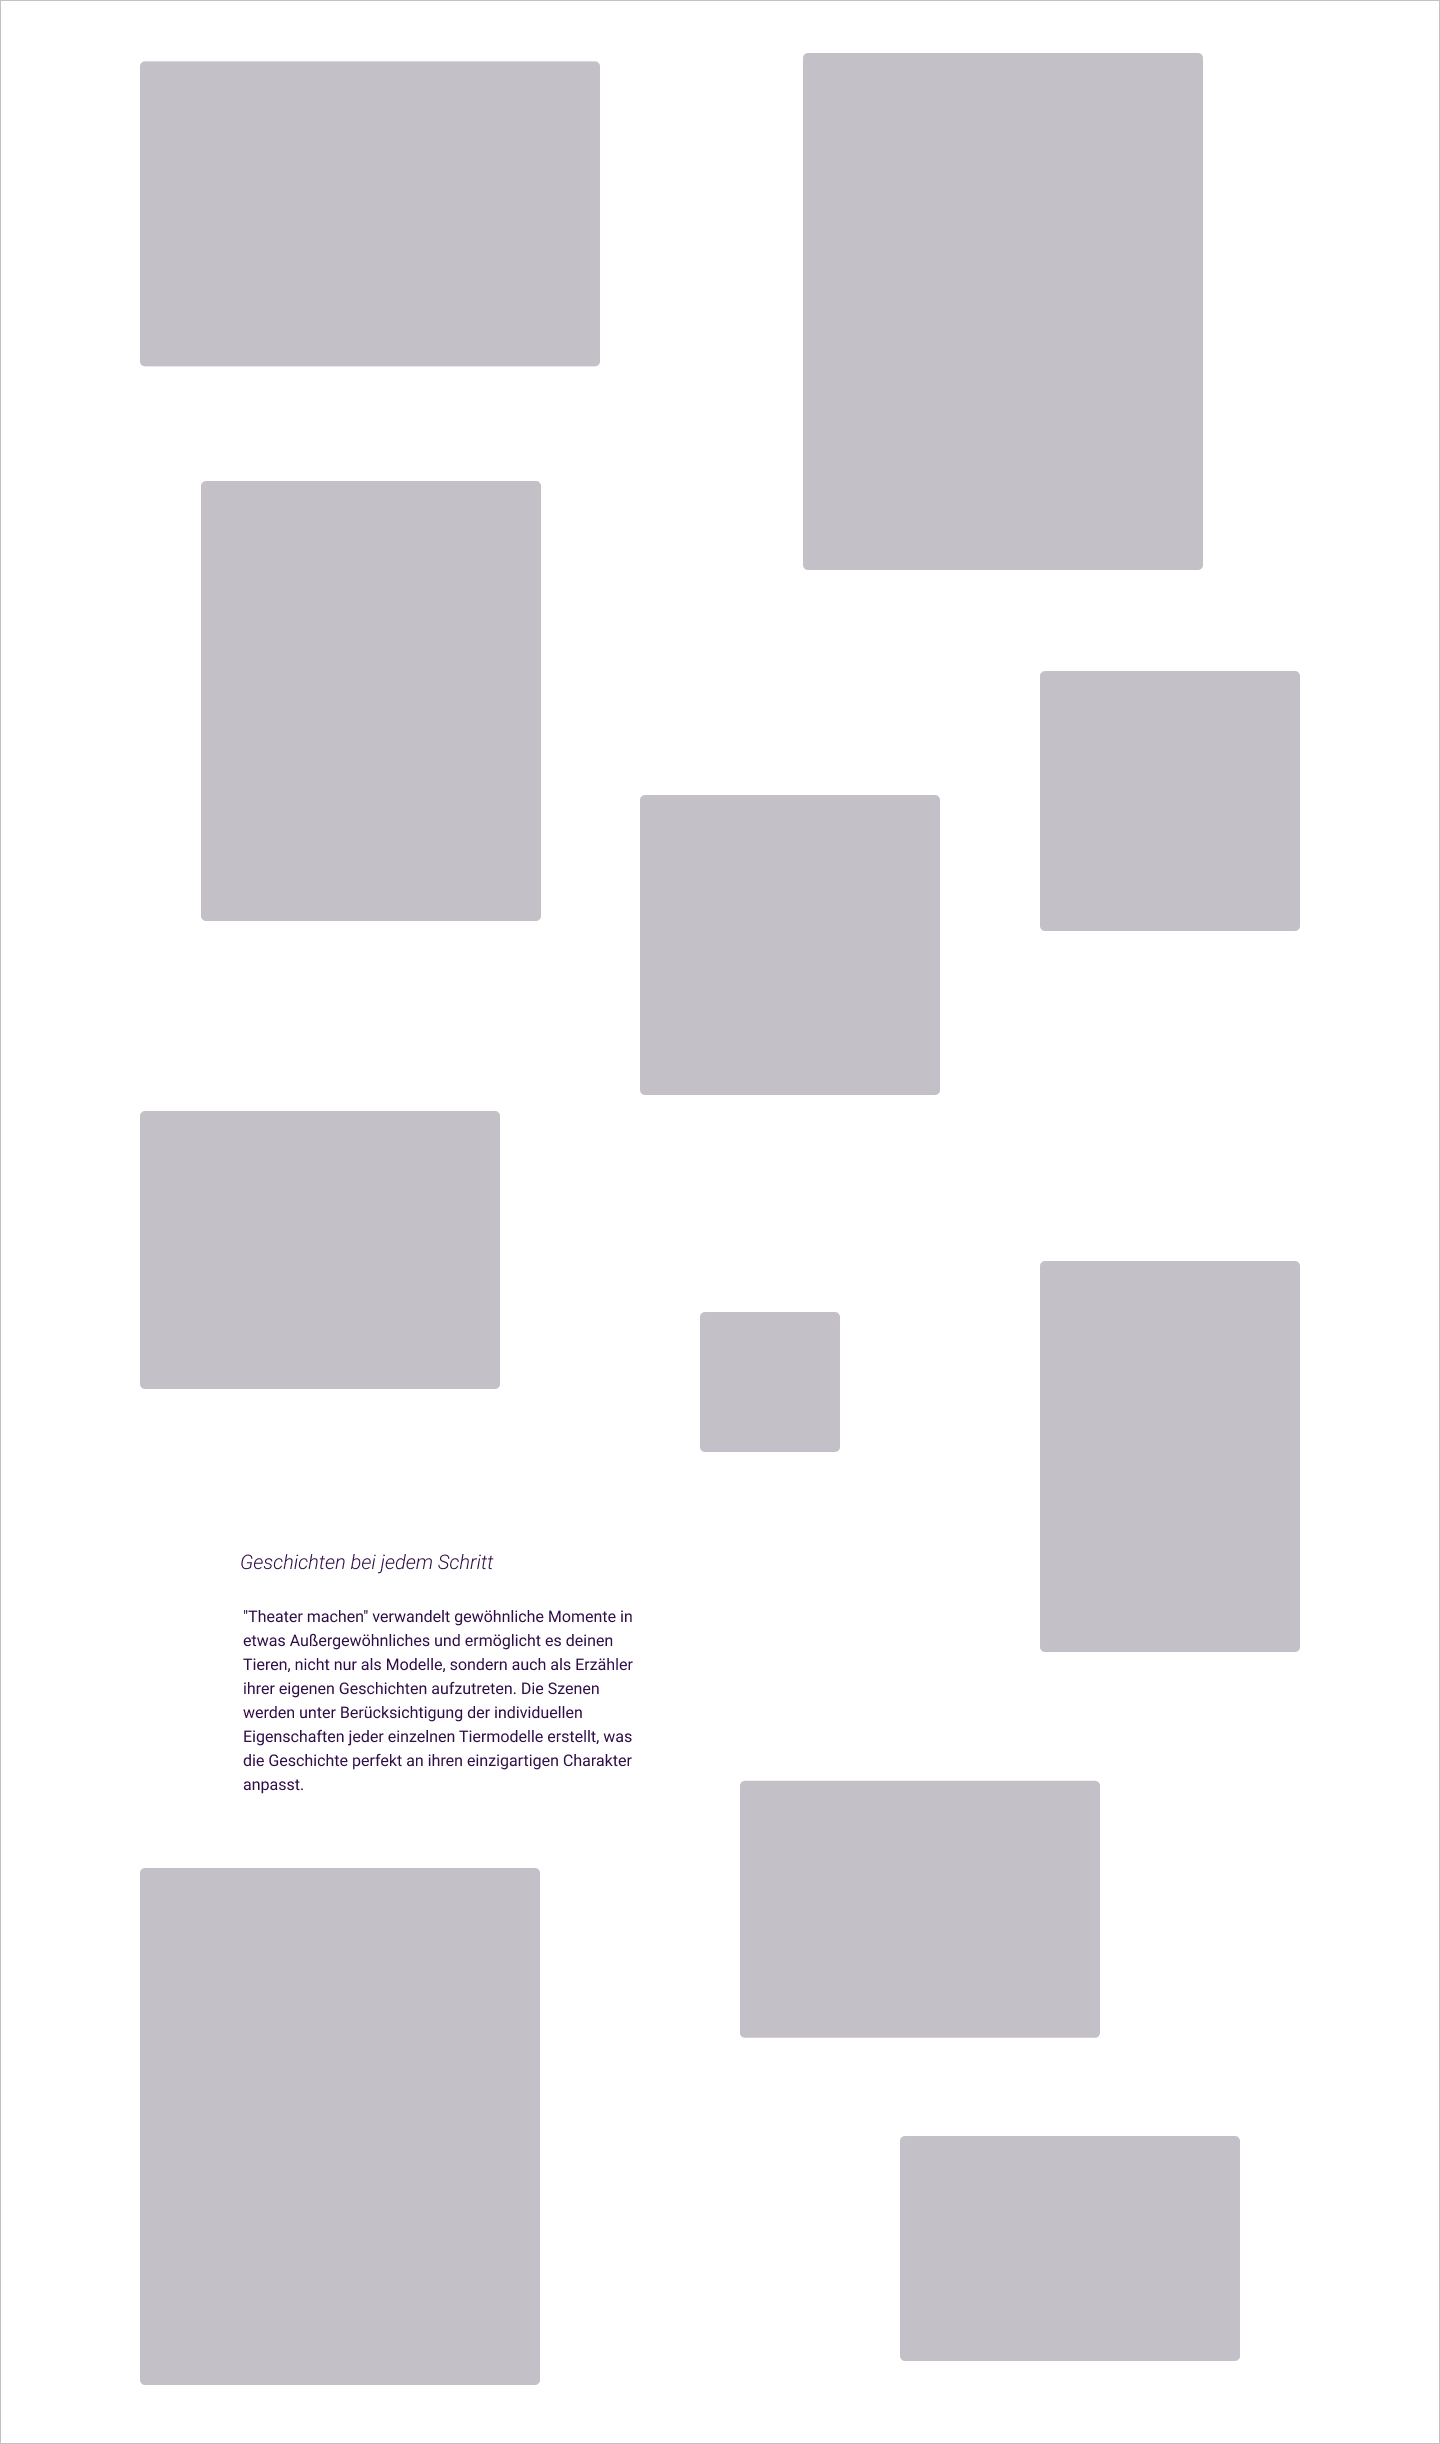 Geschichten bei jedem Schritt
"Theater machen" verwandelt gewöhnliche Momente in
etwas Außergewöhnliches und ermöglicht es deinen
Tieren, nicht nur als Modelle, sondern auch als Erzähler
ihrer eigenen Geschichten aufzutreten. Die Szenen
werden unter Berücksichtigung der individuellen
Eigenschaften jeder einzelnen Tiermodelle erstellt, was
die Geschichte perfekt an ihren einzigartigen Charakter
anpasst.